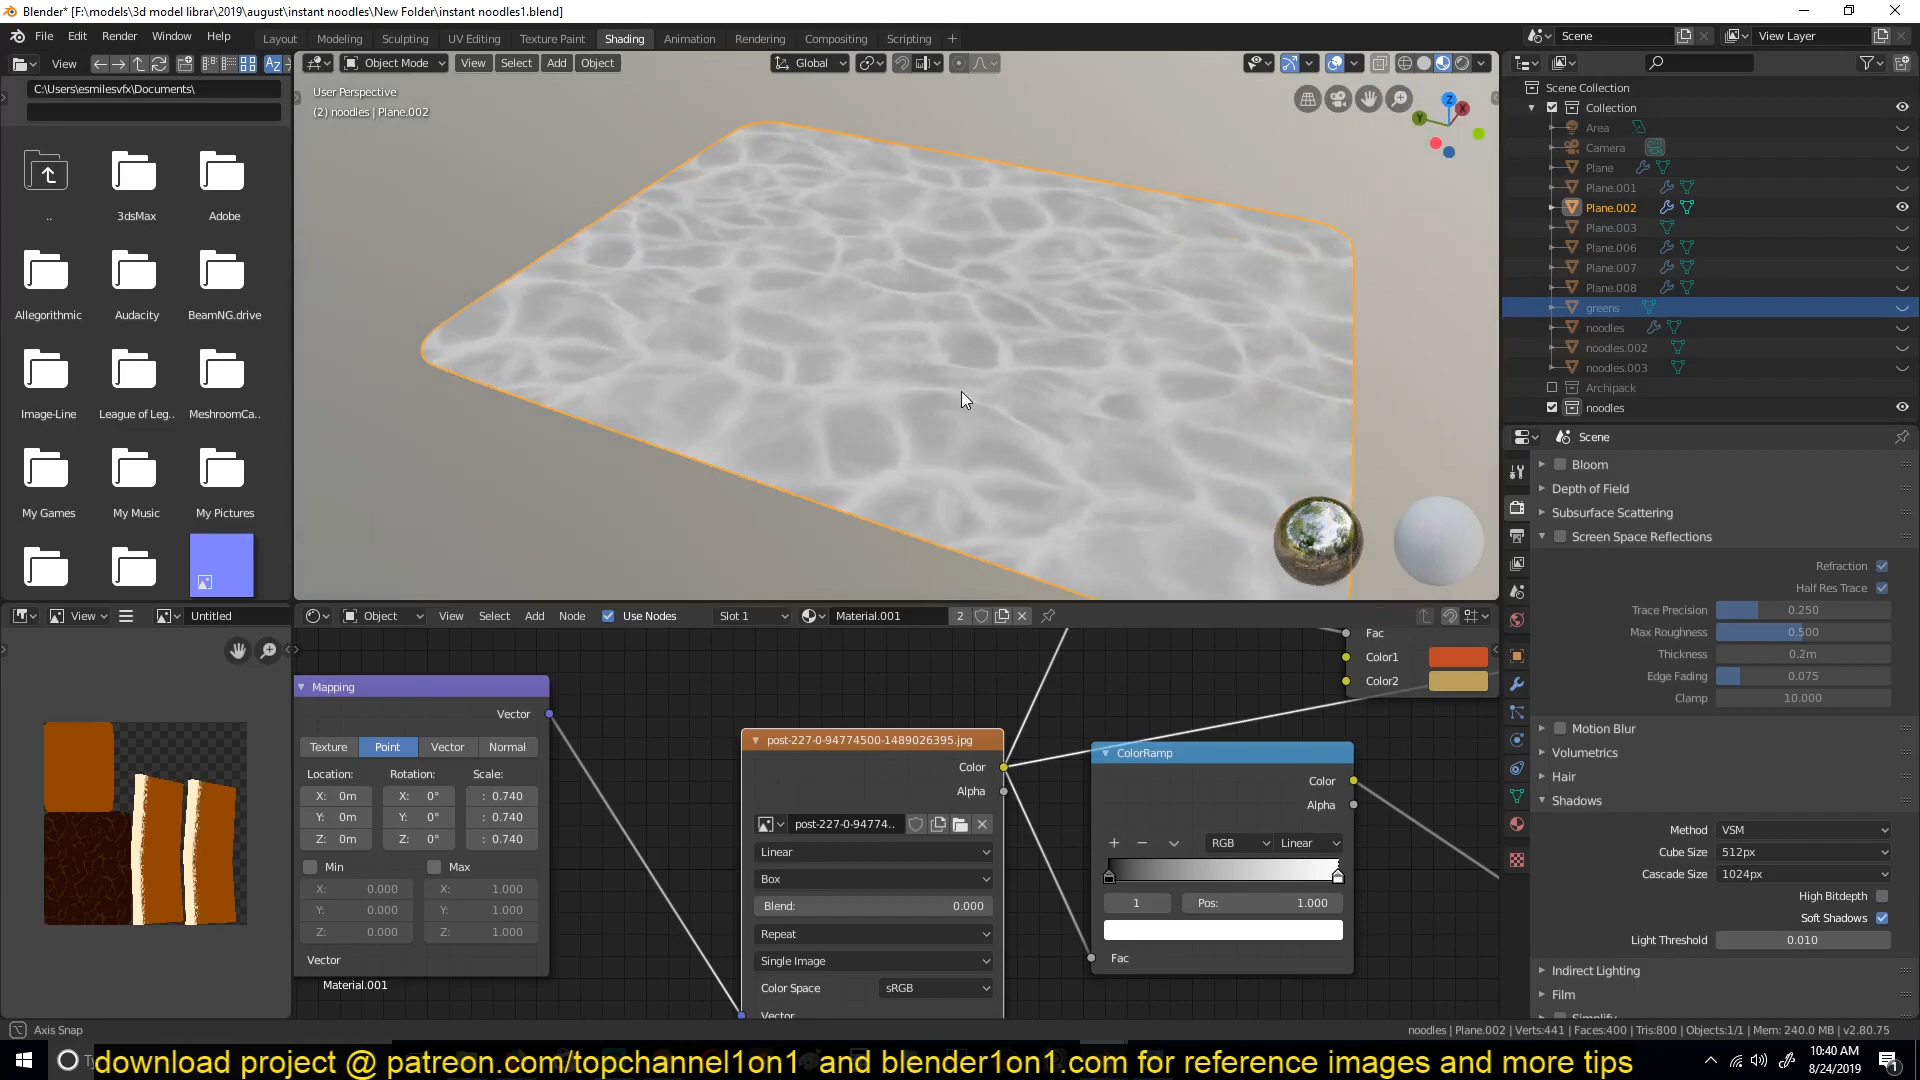 Blender* [F:\models\3d model librar\2019\august\instant noodles\New Folder\instant noodles1.blend]
File Edit Render Window Help
Layout Modeling Sculpting UV Editing Texture Paint Shading Animation Rendering Compositing Scripting +
Scene
View Layer
View
Object Mode View Select Add Object
Global
C:\Users\esmilesvfx\Documents\
User Perspective
(2) noodles | Plane.002
..
3dsMax
Adobe
Allegorithmic
Audacity
BeamNG.drive
Image-Line
League of Leg..
MeshroomCa..
My Games
My Music
My Pictures
Z
X
Y
Scene Collection
Collection
Area
Camera
Plane
Plane.001
Plane.002
Plane.003
Plane.006
Plane.007
Plane.008
greens
noodles
noodles.002
noodles.003
Archipack
noodles
Scene
Bloom
Depth of Field
Subsurface Scattering
Screen Space Reflections
Refraction
Half Res Trace
Trace Precision 0.250
Max Roughness 0.500
Thickness 0.2m
Edge Fading 0.075
Clamp 10.000
Motion Blur
Volumetrics
Hair
Shadows
Method VSM
Cube Size 512px
Cascade Size 1024px
High Bitdepth
Soft Shadows
Light Threshold 0.010
Indirect Lighting
Film
View
Untitled
Object View Select Add Node Use Nodes Slot 1 Material.001 2
Mapping
Vector
Texture Point Vector Normal
Location: Rotation: Scale:
X: 0m X: 0° : 0.740
Y: 0m Y: 0° : 0.740
Z: 0m Z: 0° : 0.740
Min Max
X: 0.000 X: 1.000
Y: 0.000 Y: 1.000
Z: 0.000 Z: 1.000
Vector
Material.001
post-227-0-94774500-1489026395.jpg
Color
Alpha
post-227-0-94774..
Linear
Box
Blend: 0.000
Repeat
Single Image
Color Space sRGB
Vector
Fac
Color1
Color2
ColorRamp
Color
Alpha
+ − RGB Linear
1 Pos: 1.000
Fac
Axis Snap
noodles | Plane.002 | Verts:441 | Faces:400 | Tris:800 | Objects:1/1 | Mem: 240.0 MB | v2.80.75
download project @ patreon.com/topchannel1on1 and blender1on1.com for reference images and more tips
10:40 AM
8/24/2019